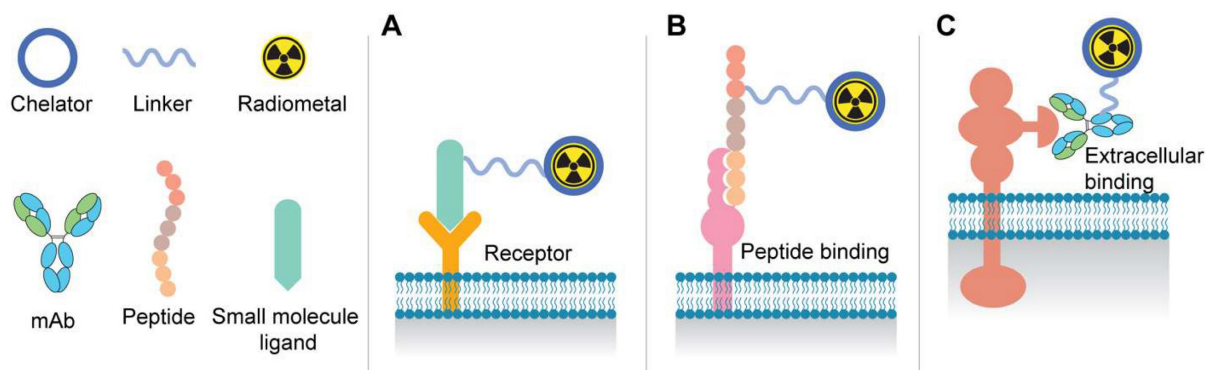 Chelator
Linker
Radiometal
mAb
Peptide
Small molecule
ligand
A
Receptor
B
Peptide binding
C
Extracellular
binding